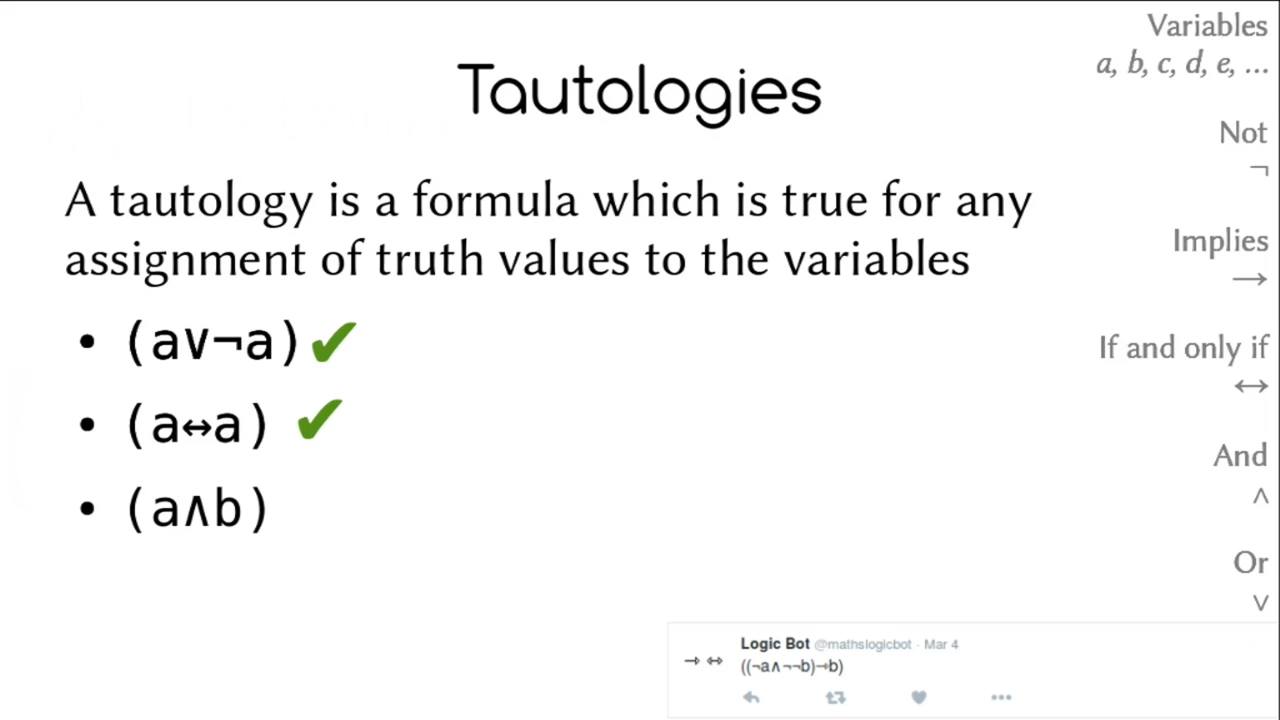 Tautologies
A tautology is a formula which is true for any
assignment of truth values to the variables
• (a∨¬a)✔
• (a↔a) ✔
• (a∧b)
Variables
a, b, c, d, e, ...
Not
¬
Implies
→
If and only if
↔
And
∧
Or
∨
→ ⇔ Logic Bot @mathslogicbot · Mar 4
((¬a∧¬¬b)→b)